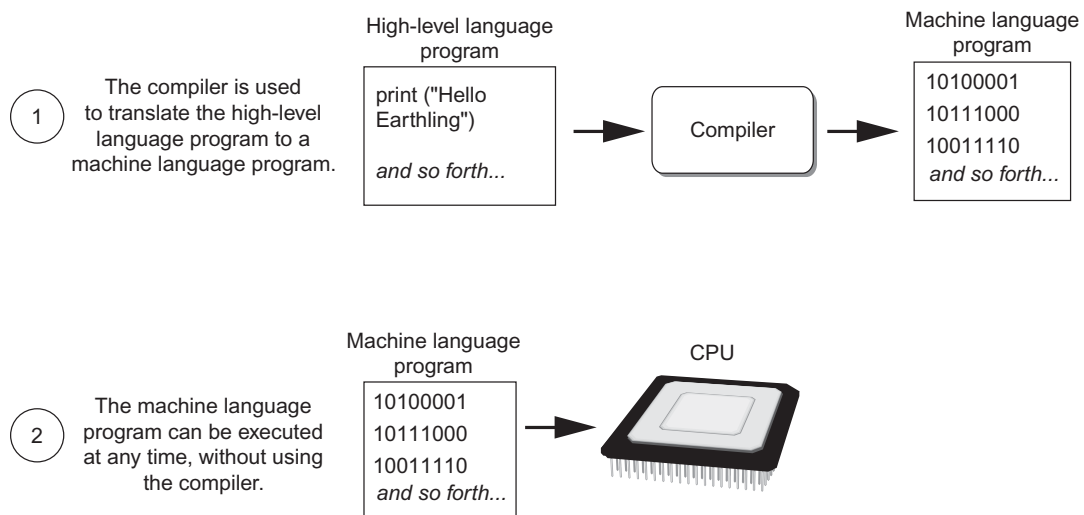 1
The compiler is used
to translate the high-level
language program to a
machine language program.
High-level language
program
print ("Hello
Earthling")
and so forth...
Compiler
Machine language
program
10100001
10111000
10011110
and so forth...
2
The machine language
program can be executed
at any time, without using
the compiler.
Machine language
program
10100001
10111000
10011110
and so forth...
CPU